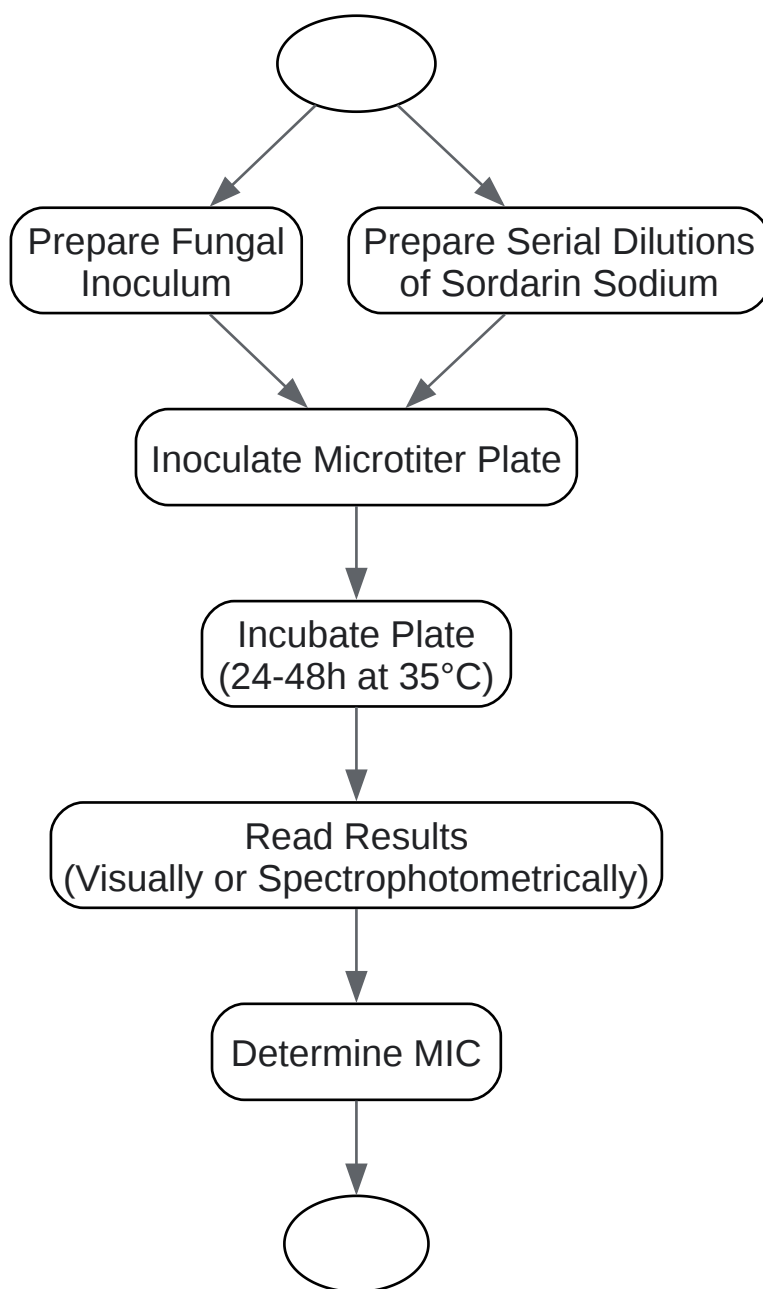 Prepare Fungal
Inoculum
Prepare Serial Dilutions
of Sordarin Sodium
Inoculate Microtiter Plate
Incubate Plate
(24-48h at 35°C)
Read Results
(Visually or Spectrophotometrically)
Determine MIC